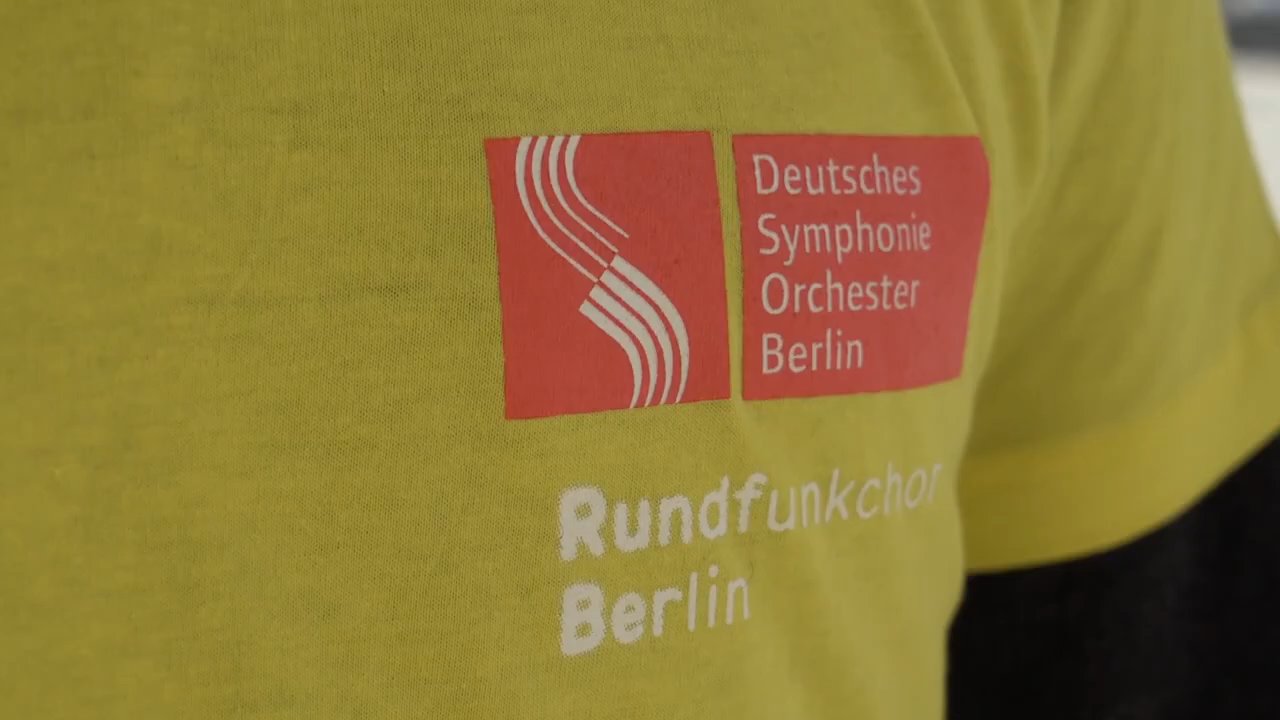 Deutsches
Symphonie
Orchester
Berlin
Rundfunkchor
Berlin